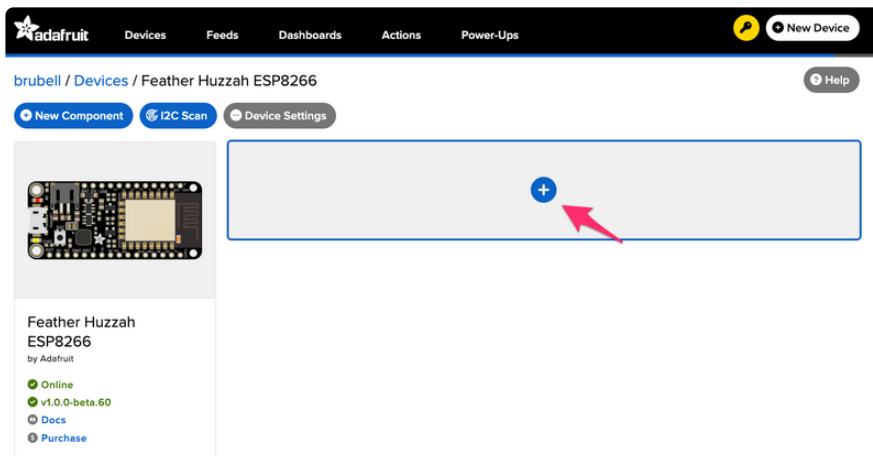 adafruit Devices Feeds Dashboards Actions Power-Ups New Device
brubell / Devices / Feather Huzzah ESP8266 Help
New Component I2C Scan Device Settings
Feather Huzzah
ESP8266
by Adafruit
Online
v1.0.0-beta.60
Docs
Purchase